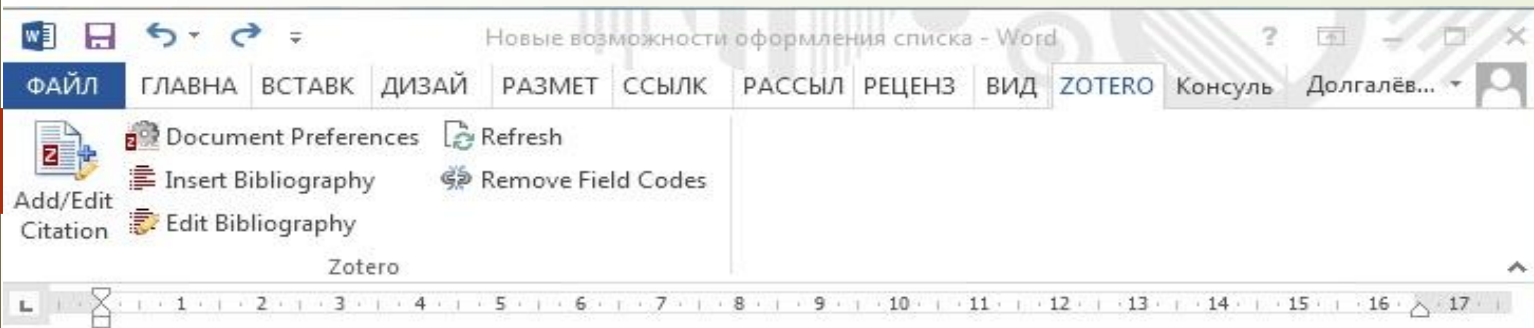 Новые возможности оформления списка - Word
ФАЙЛ ГЛАВНА ВСТАВК ДИЗАЙ РАЗМЕТ ССЫЛК РАССЫЛ РЕЦЕНЗ ВИД ZOTERO Консуль Долгалёв...
Add/Edit Citation
Document Preferences Refresh
Insert Bibliography Remove Field Codes
Edit Bibliography
Zotero
1 2 3 4 5 6 7 8 9 10 11 12 13 14 15 16 17